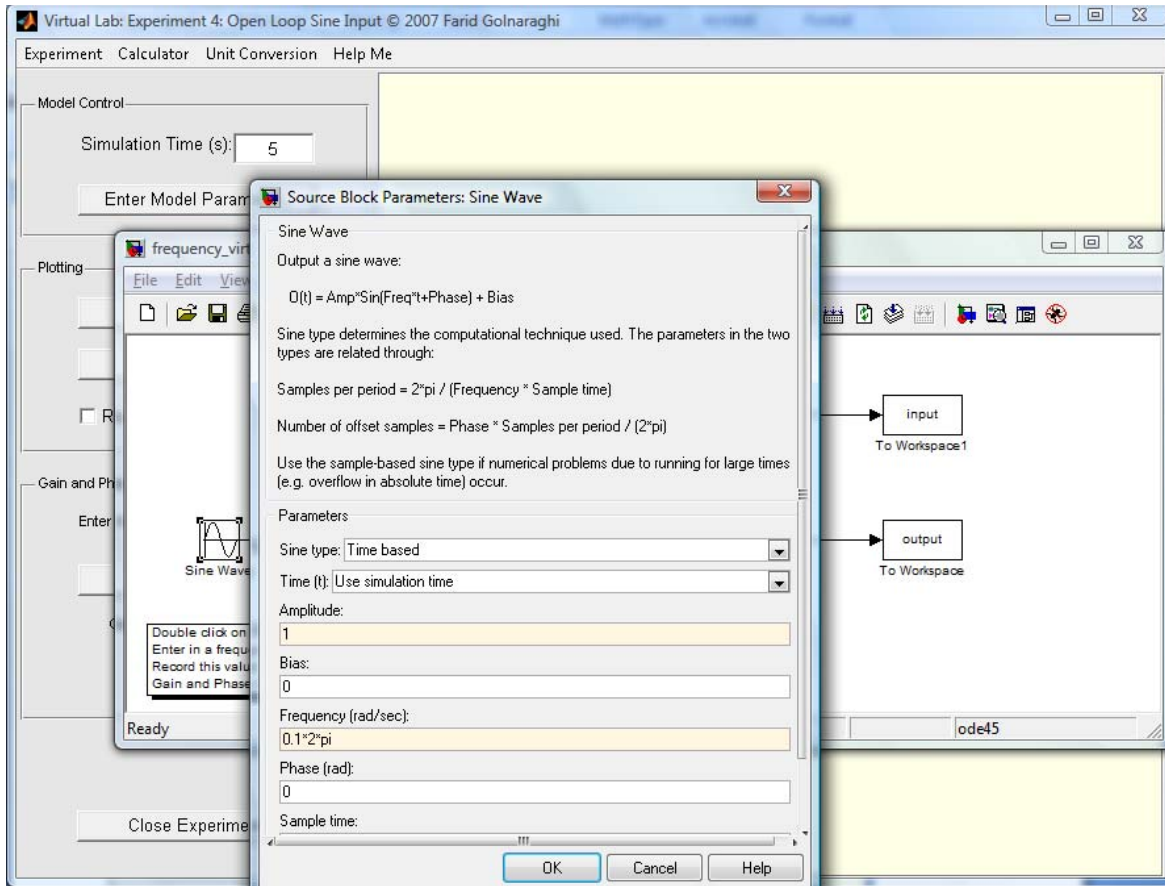 Virtual Lab: Experiment 4: Open Loop Sine Input © 2007 Farid Golnaraghi
Experiment Calculator Unit Conversion Help Me
Model Control
Simulation Time (s): 5
Enter Model Param
Plotting
Gain and Ph
Enter
Close Experime
frequency_virt
File Edit View
Sine Wave
Double click on
Enter in a frequ
Record this valu
Gain and Phase
Ready
input
To Workspace1
output
To Workspace
ode45
Source Block Parameters: Sine Wave
Sine Wave
Output a sine wave:
O(t) = Amp*Sin(Freq*t+Phase) + Bias
Sine type determines the computational technique used. The parameters in the two
types are related through:
Samples per period = 2*pi / (Frequency * Sample time)
Number of offset samples = Phase * Samples per period / (2*pi)
Use the sample-based sine type if numerical problems due to running for large times
(e.g. overflow in absolute time) occur.
Parameters
Sine type: Time based
Time (t): Use simulation time
Amplitude:
1
Bias:
0
Frequency (rad/sec):
0.1*2*pi
Phase (rad):
0
Sample time:
OK Cancel Help